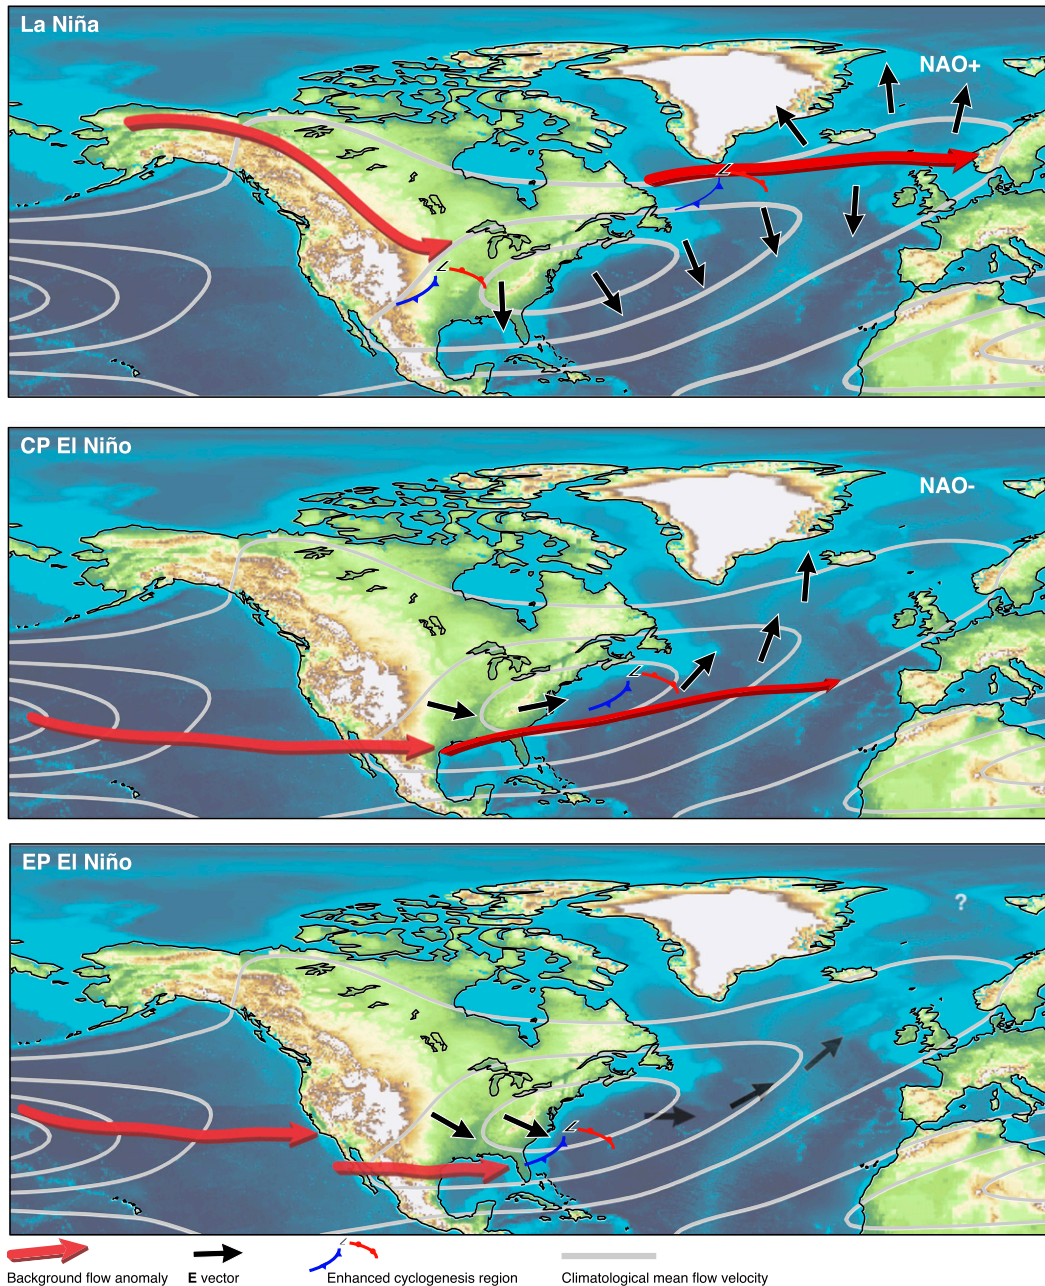 La Niña
NAO+
L
L
CP El Niño
NAO-
L
EP El Niño
?
L
L
Background flow anomaly
E vector
Enhanced cyclogenesis region
Climatological mean flow velocity